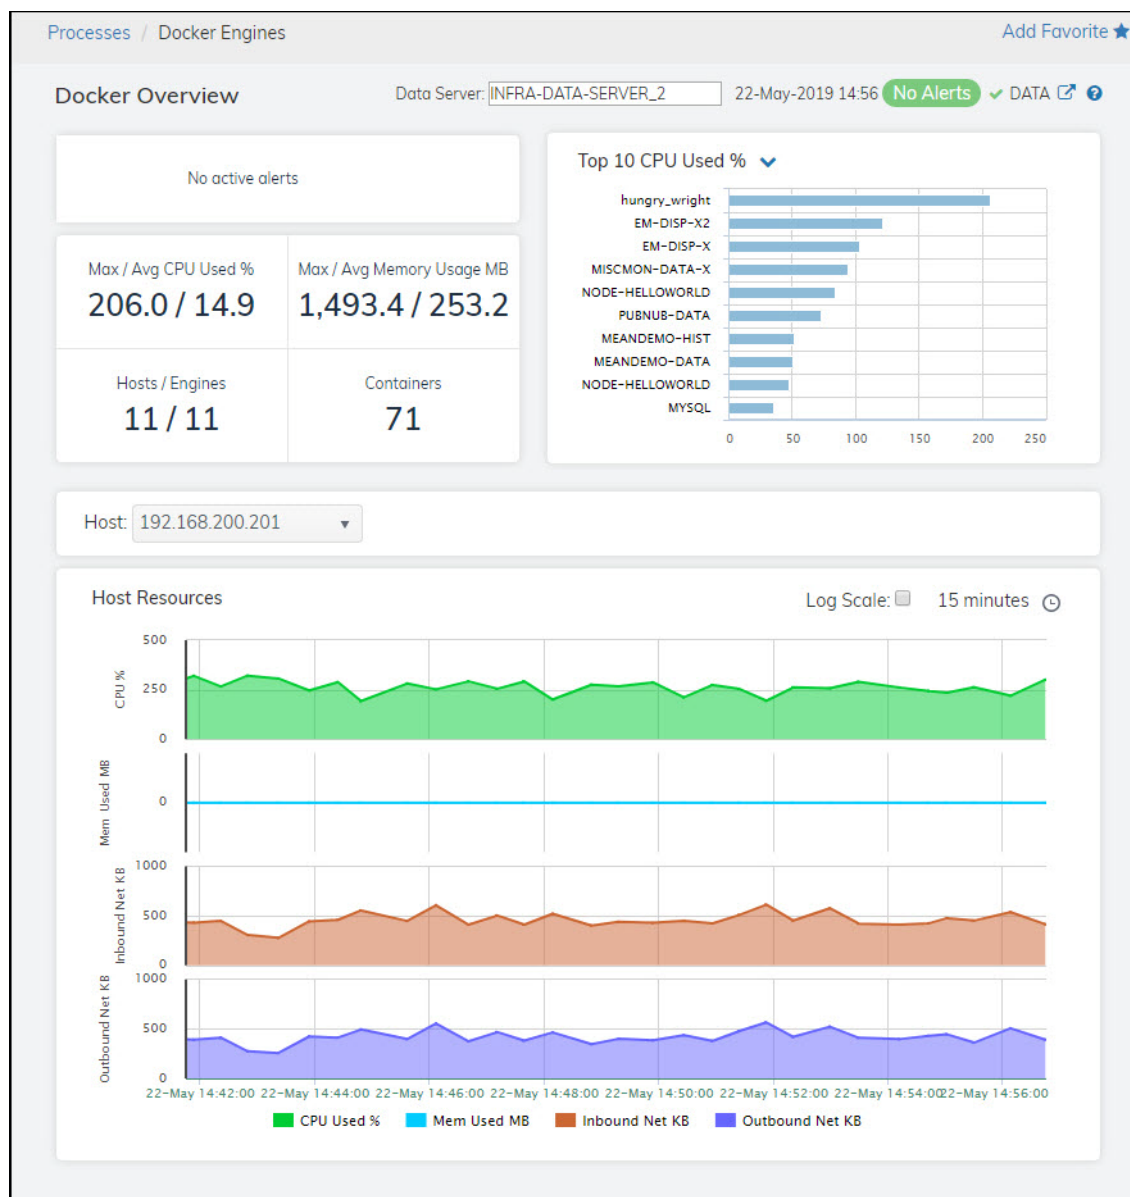 Processes / Docker Engines
Add Favorite
Docker Overview
Data Server: INFRA-DATA-SERVER_2
22-May-2019 14:56 No Alerts DATA
No active alerts
Max / Avg CPU Used %
206.0 / 14.9
Max / Avg Memory Usage MB
1,493.4 / 253.2
Hosts / Engines
11 / 11
Containers
71
Top 10 CPU Used %
hungry_wright
EM-DISP-X2
EM-DISP-X
MISCMON-DATA-X
NODE-HELLOWORLD
PUBNUB-DATA
MEANDEMO-HIST
MEANDEMO-DATA
NODE-HELLOWORLD
MYSQL
0 50 100 150 200 250
Host: 192.168.200.201
Host Resources
Log Scale: 15 minutes
CPU %
500
250
0
Mem Used MB
0
Inbound Net KB
1000
500
0
Outbound Net KB
1000
500
0
22-May 14:42:00 22-May 14:44:00 22-May 14:46:00 22-May 14:48:00 22-May 14:50:00 22-May 14:52:00 22-May 14:54:00 22-May 14:56:00
CPU Used % Mem Used MB Inbound Net KB Outbound Net KB